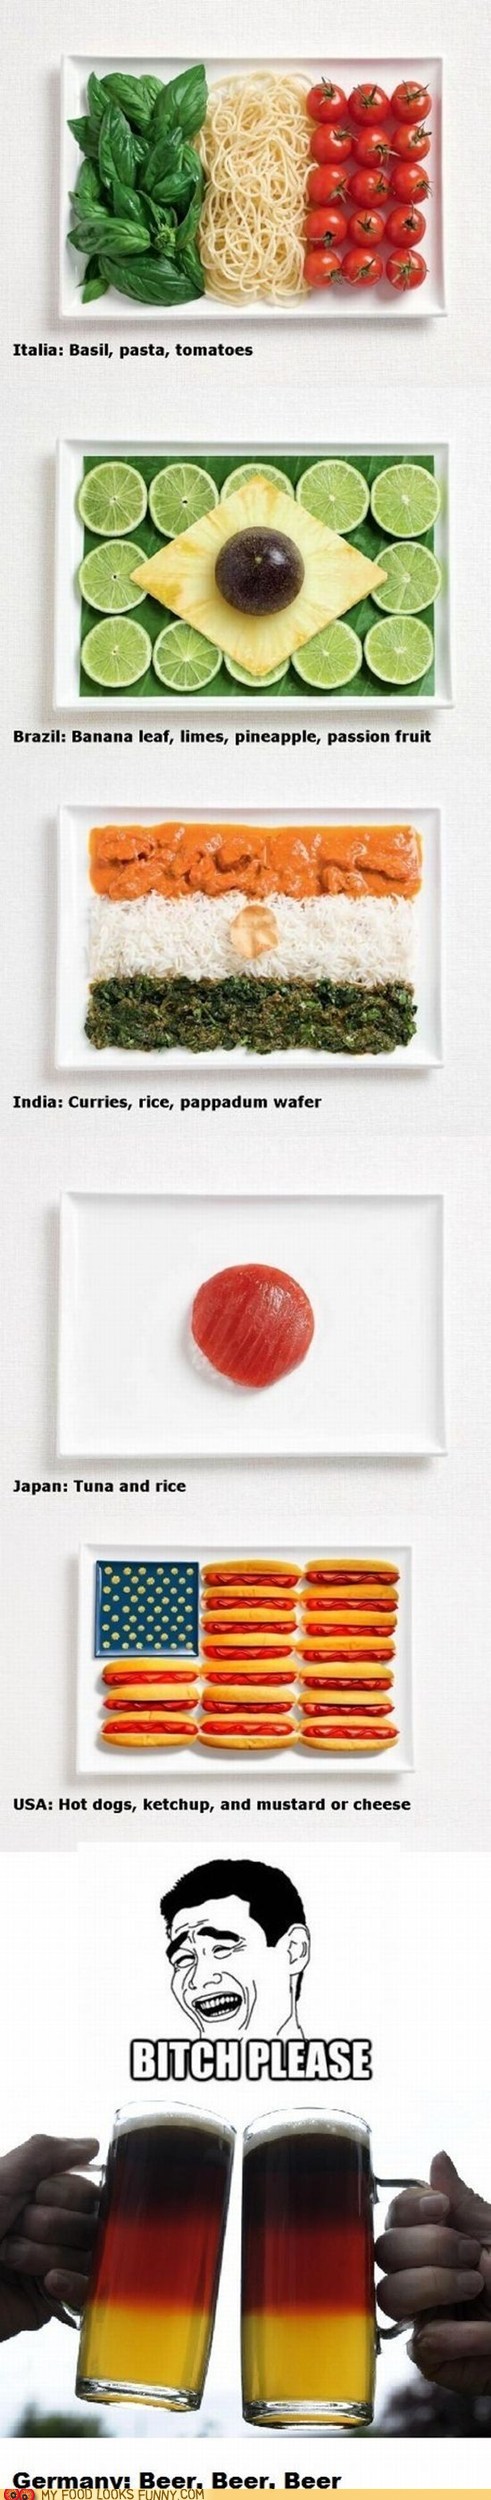 Italia: Basil, pasta, tomatoes
Brazil: Banana leaf, limes, pineapple, passion fruit
India: Curries, rice, pappadum wafer
Japan: Tuna and rice
USA: Hot dogs, ketchup, and mustard or cheese
BITCH PLEASE
Germany: Beer. Beer. Beer
MY FOOD LOOKS FUNNY.COM